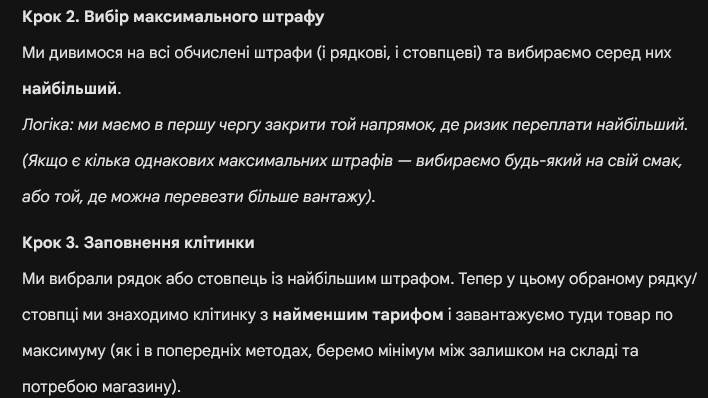 Крок 2. Вибір максимального штрафу
Ми дивимося на всі обчислені штрафи (і рядкові, і стовпцеві) та вибираємо серед них
найбільший.
Логіка: ми маємо в першу чергу закрити той напрямок, де ризик переплати найбільший.
(Якщо є кілька однакових максимальних штрафів — вибираємо будь-який на свій смак,
або той, де можна перевезти більше вантажу).
Крок 3. Заповнення клітинки
Ми вибрали рядок або стовпець із найбільшим штрафом. Тепер у цьому обраному рядку/
стовпці ми знаходимо клітинку з найменшим тарифом і завантажуємо туди товар по
максимуму (як і в попередніх методах, беремо мінімум між залишком на складі та
потребою магазину).